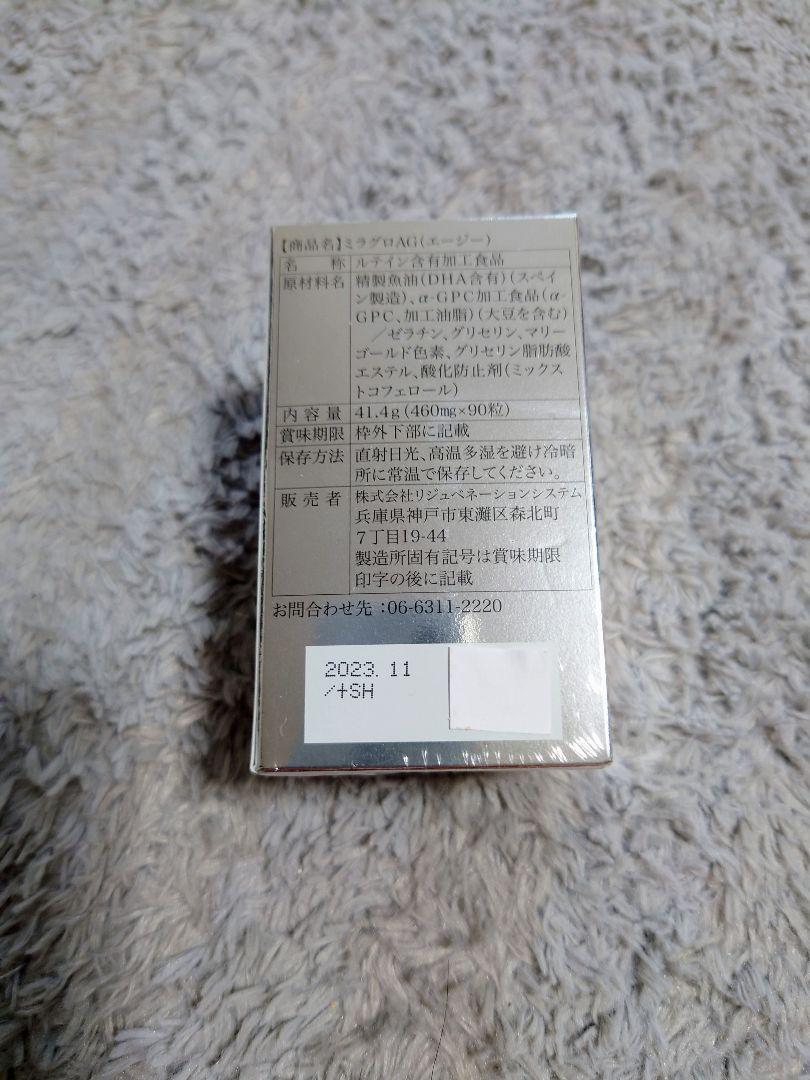 【商品名】ミラグロAG(エージー)
名称 ルテイン含有加工食品
原材料名 精製魚油(DHA含有)(スペイ
ン製造)、α-GPC加工食品(α-
GPC、加工油脂)(大豆を含む)
/ゼラチン、グリセリン、マリー
ゴールド色素、グリセリン脂肪酸
エステル、酸化防止剤(ミックス
トコフェロール)
内容量 41.4g(460mg×90粒)
賞味期限 枠外下部に記載
保存方法 直射日光、高温多湿を避け冷暗
所に常温で保存してください。
販売者 株式会社リジュベネーションシステム
兵庫県神戸市東灘区森北町
7丁目19-44
製造所固有記号は賞味期限
印字の後に記載
お問合わせ先:06-6311-2220
2023.11
/+SH